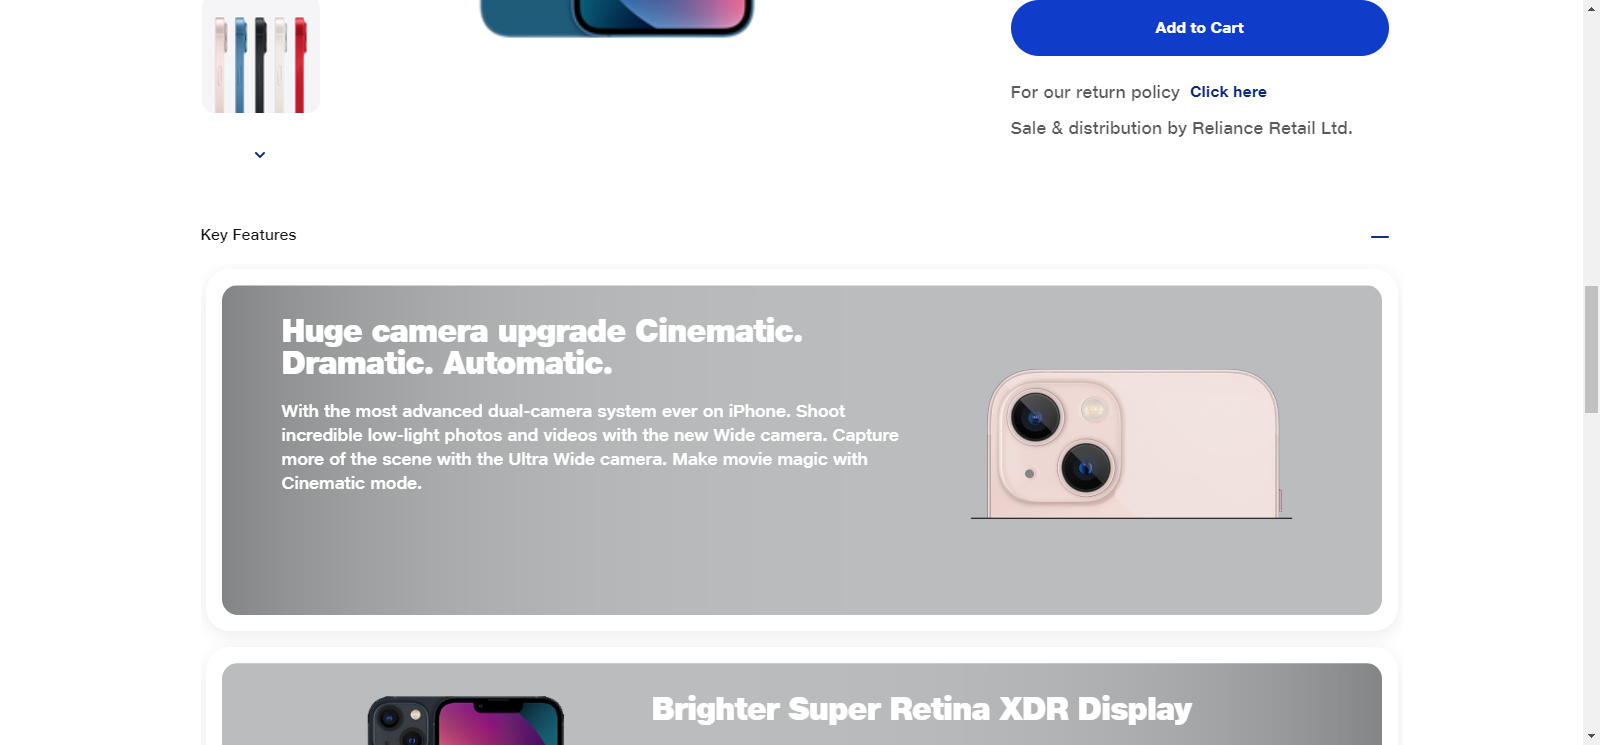 Add to Cart
For our return policy Click here
Sale & distribution by Reliance Retail Ltd.
Key Features
Huge camera upgrade Cinematic.
Dramatic. Automatic.
With the most advanced dual-camera system ever on iPhone. Shoot
incredible low-light photos and videos with the new Wide camera. Capture
more of the scene with the Ultra Wide camera. Make movie magic with
Cinematic mode.
Brighter Super Retina XDR Display